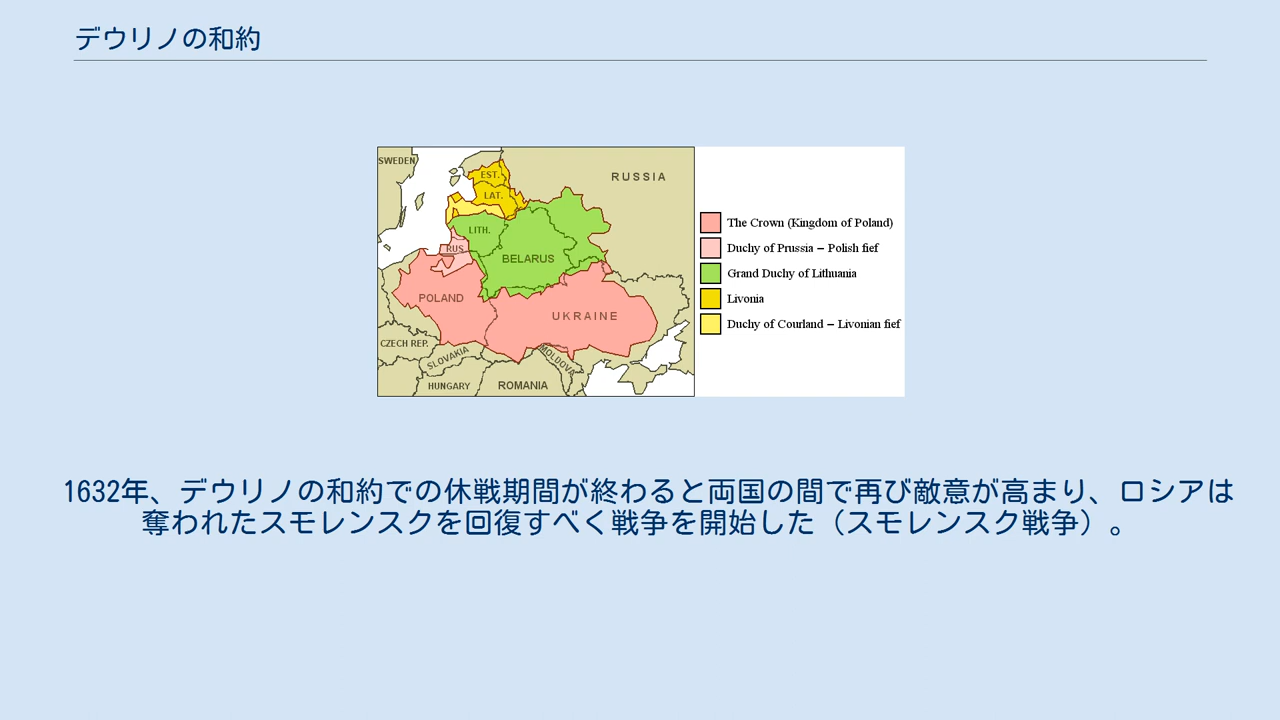 デウリノの和約
SWEDEN
EST.
RUSSIA
LAT.
LITH.
RUS
BELARUS
POLAND
UKRAINE
CZECH REP.
SLOVAKIA
MOLDOVA
HUNGARY
ROMANIA
The Crown (Kingdom of Poland)
Duchy of Prussia – Polish fief
Grand Duchy of Lithuania
Livonia
Duchy of Courland – Livonian fief
1632年、デウリノの和約での休戦期間が終わると両国の間で再び敵意が高まり、ロシアは
奪われたスモレンスクを回復すべく戦争を開始した（スモレンスク戦争）。